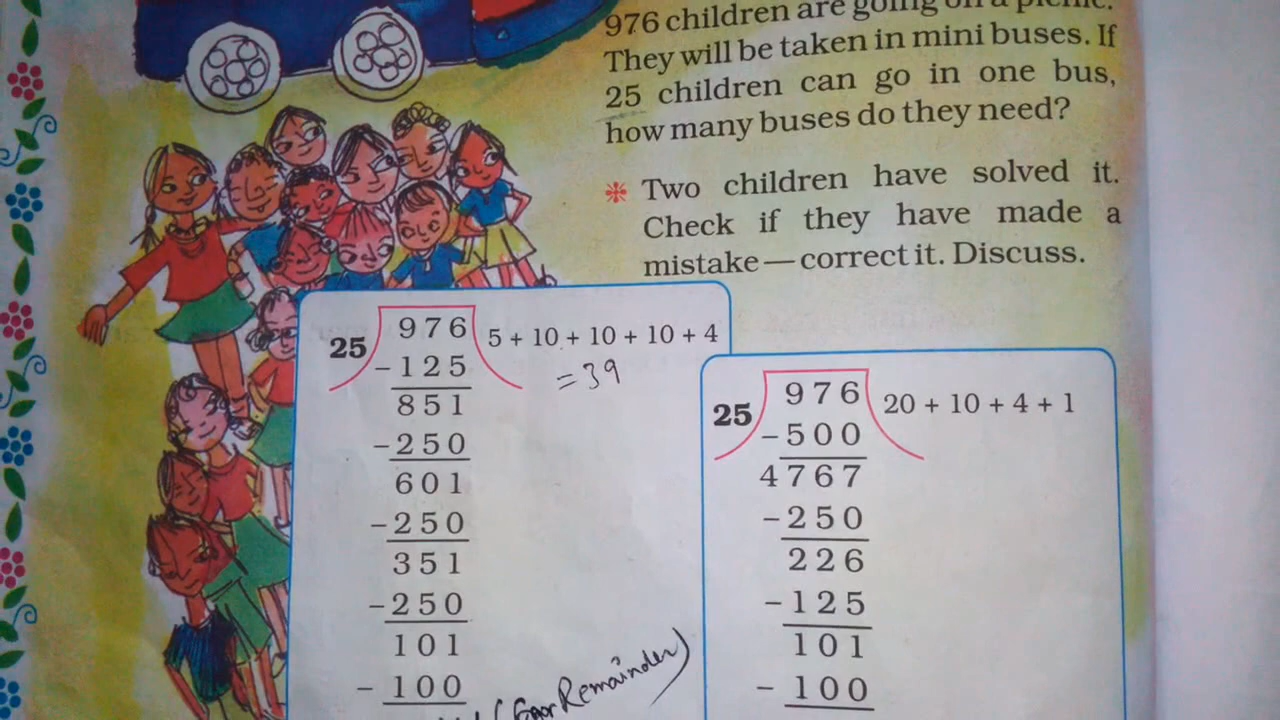 976 children are going on a picnic.
They will be taken in mini buses. If
25 children can go in one bus,
how many buses do they need?
Two children have solved it.
Check if they have made a
mistake—correct it. Discuss.
25 976 5 + 10 + 10 + 10 + 4
= 39
– 125
851
– 250
601
– 250
351
– 250
101
– 100
Remainder)
25 976 20 + 10 + 4 + 1
– 500
4767
– 250
226
– 125
101
– 100